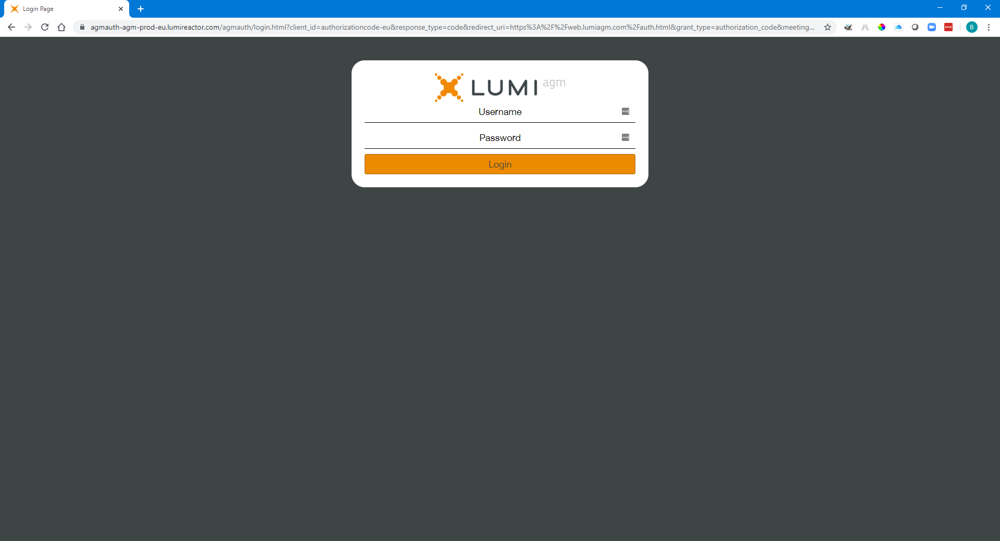 Login Page
agmauth-agm-prod-eu.lumireactor.com/agmauth/login.html?client_id=authorizationcode-eu&response_type=code&redirect_uri=https%3A%2F%2Fweb.lumiagm.com%2Fauth.html&grant_type=authorization_code&meeting...
B
LUMI agm
Username
Password
Login